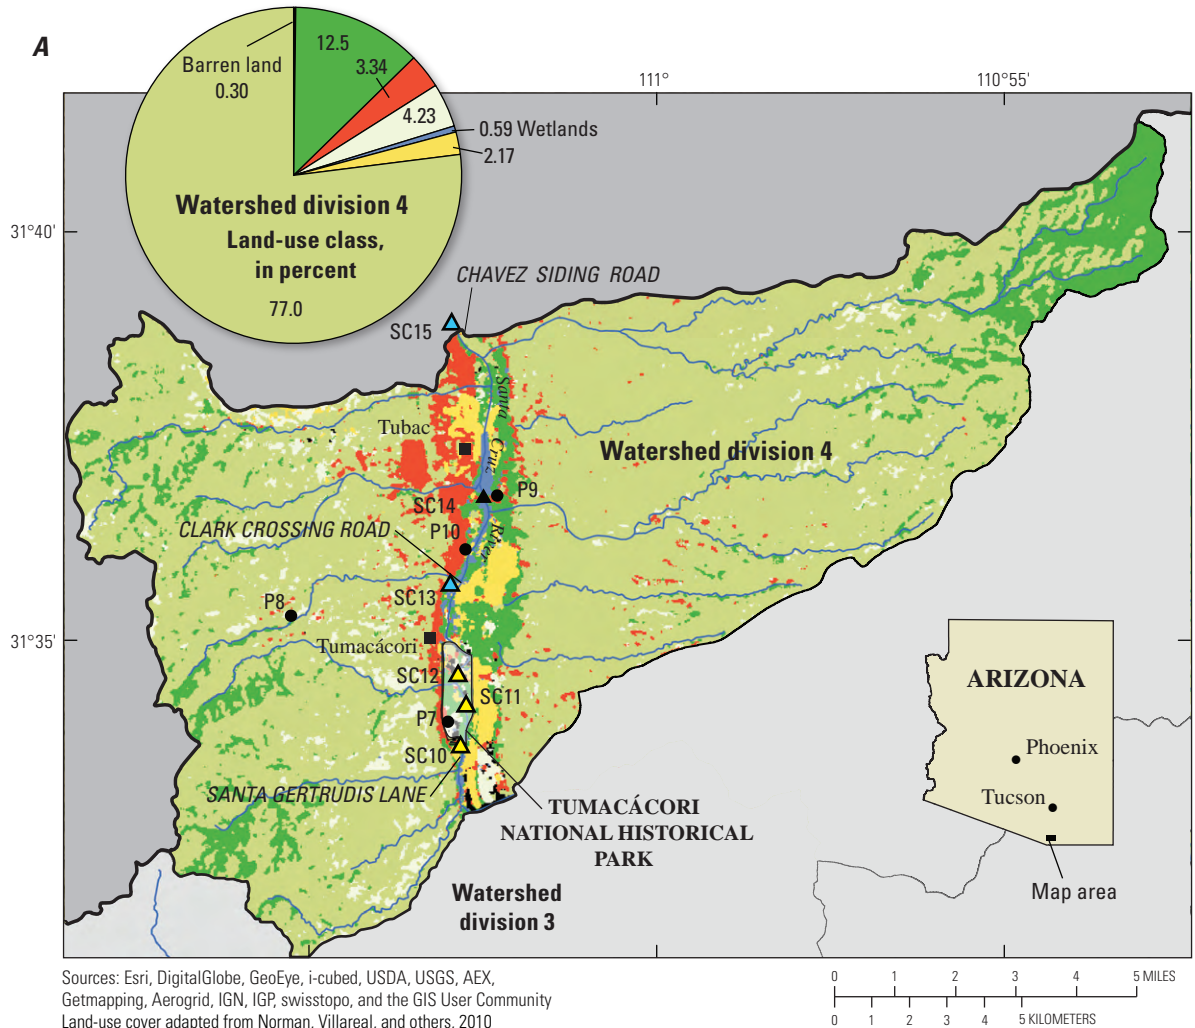 A
12.5
3.34
Barren land
0.30
4.23
0.59 Wetlands
2.17
Watershed division 4
Land-use class,
in percent
77.0
111°
110°55'
31°40'
CHAVEZ SIDING ROAD
SC15
Santa
Cruz
River
Tubac
Watershed division 4
SC14
P9
CLARK CROSSING ROAD
P10
SC13
P8
31°35'
Tumacácori
SC12
SC11
P7
SC10
SANTA GERTRUDIS LANE
TUMACÁCORI
NATIONAL HISTORICAL
PARK
Watershed
division 3
ARIZONA
Phoenix
Tucson
Map area
Sources: Esri, DigitalGlobe, GeoEye, i-cubed, USDA, USGS, AEX,
Getmapping, Aerogrid, IGN, IGP, swisstopo, and the GIS User Community
Land-use cover adapted from Norman, Villareal, and others, 2010
0 1 2 3 4 5 MILES
0 1 2 3 4 5 KILOMETERS